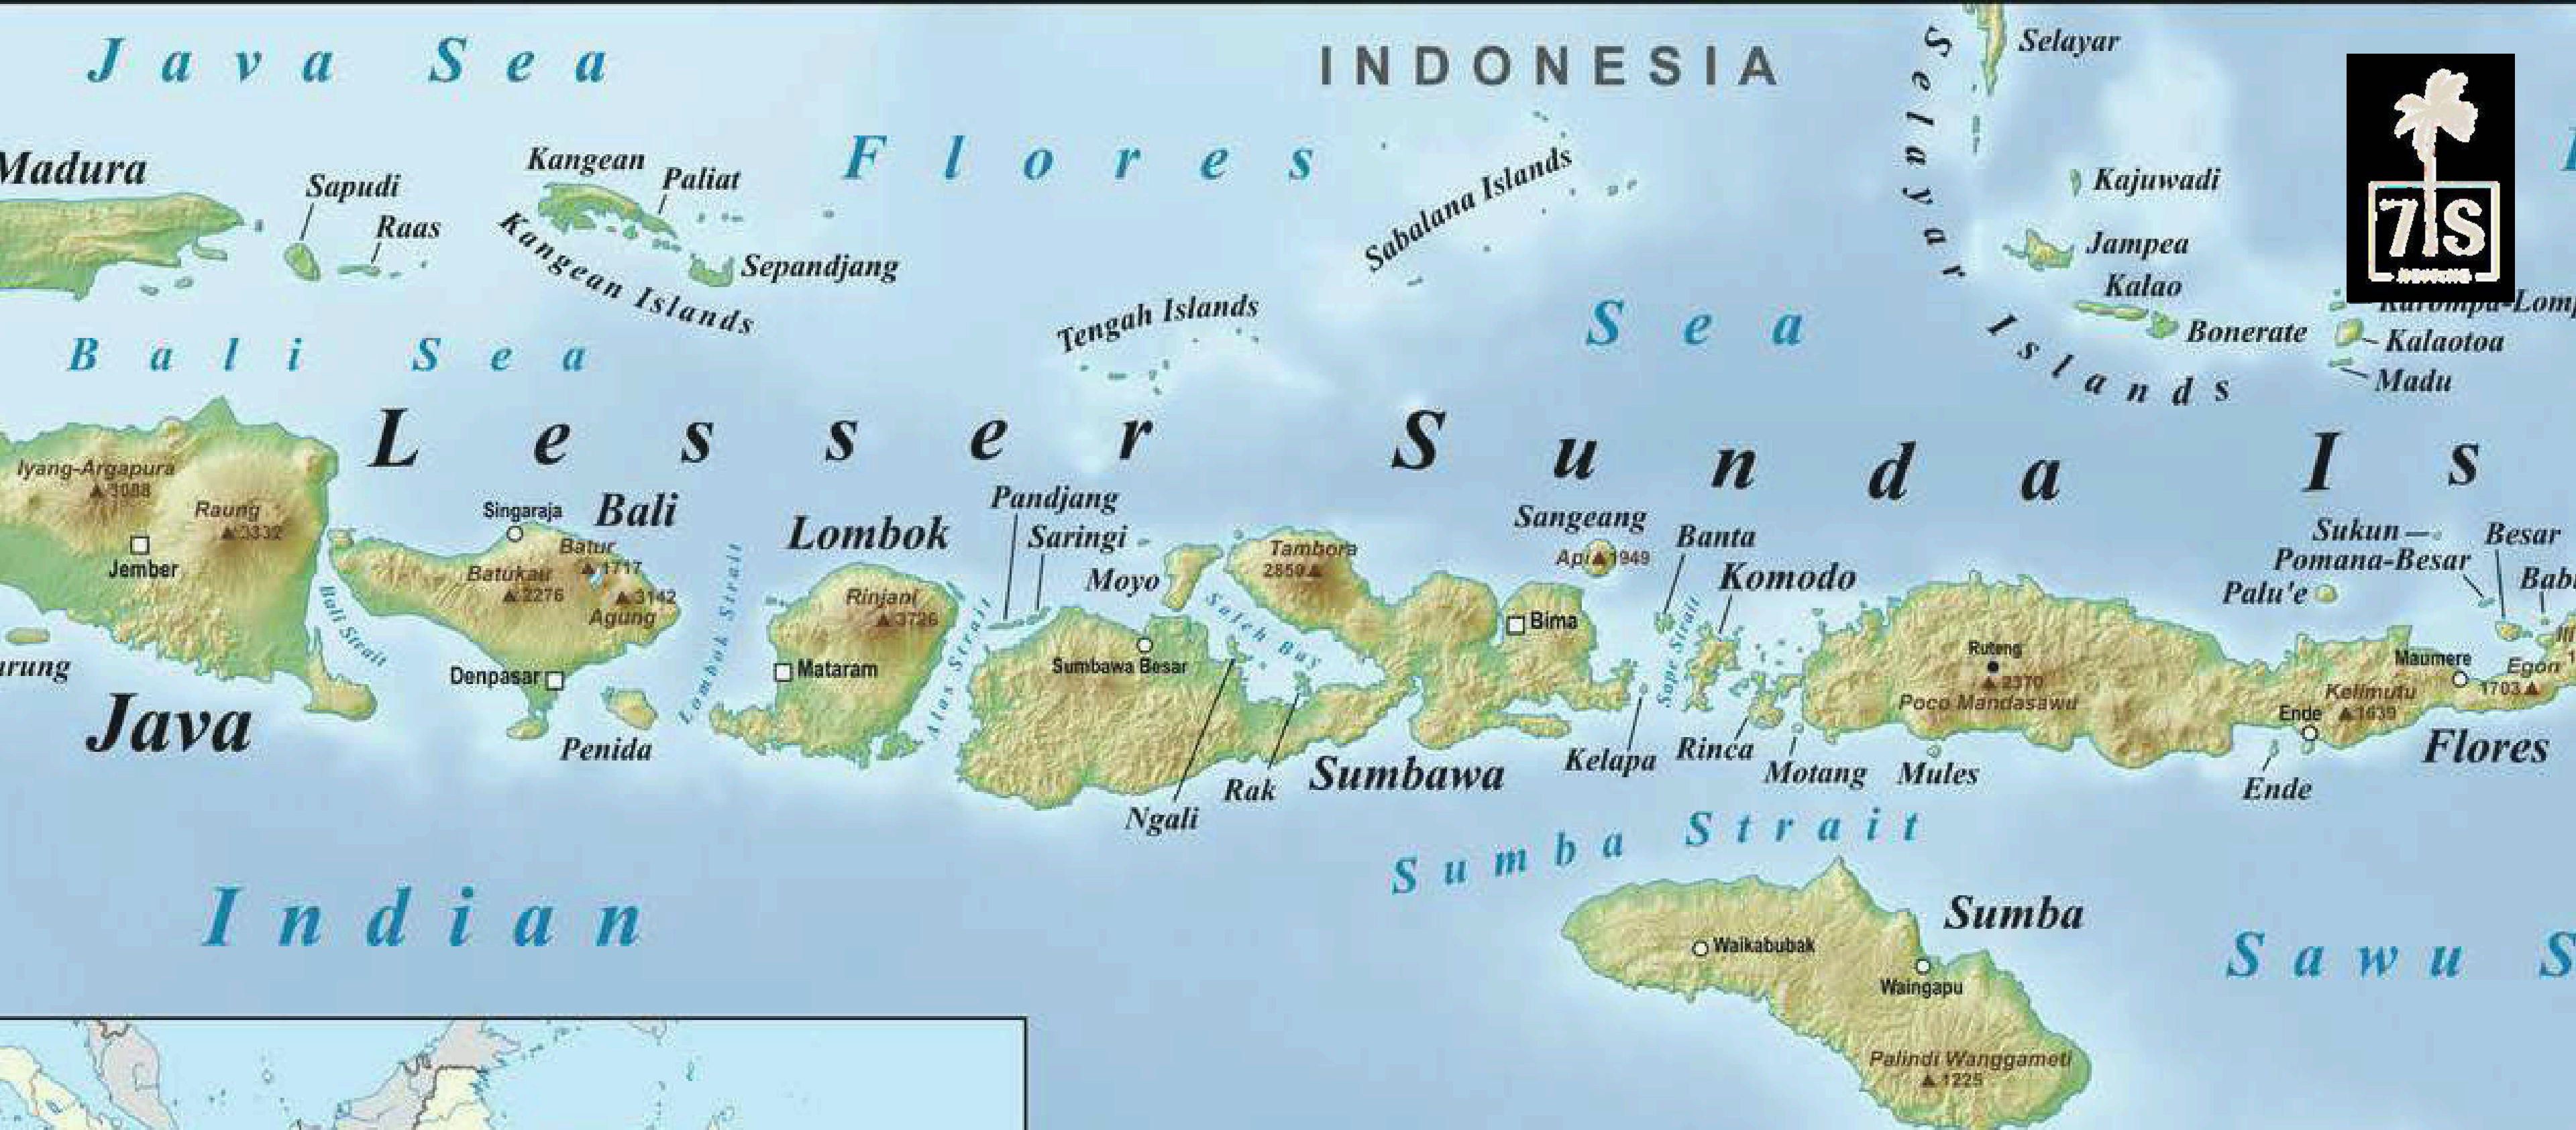 Java Sea
INDONESIA
Selayar
Selayar Islands
Madura
Sapudi
Raas
Kangean
Paliat
Kangean Islands
Sepandjang
Flores
Sea
Sabalana Islands
Tengah Islands
Kajuwadi
Jampea
Kalao
Bonerate
Kalaotoa
Madu
7 S
Bali Sea
Lesser Sunda Is
Iyang-Argapura
3088
Raung
3332
Jember
Java
Bali Strait
Singaraja
Bali
Batur
1717
Batukau
2276
3142
Agung
Denpasar
Penida
Lombok Strait
Lombok
Rinjani
3726
Mataram
Alas Strait
Pandjang
Saringi
Moyo
Saleh Bay
Sumbawa Besar
Tambora
2850
Sangeang
Api 1949
Bima
Banta
Komodo
Sape Strait
Ngali
Rak
Sumbawa
Kelapa
Rinca
Motang
Mules
Ruteng
2370
Poco Mandasawu
Sukun
Besar
Pomana-Besar
Palu'e
Maumere
Egon
1703
Kelimutu
1639
Ende
Ende
Flores
Sumba Strait
Indian
Sumba
Waikabubak
Waingapu
Palindi Wanggameti
1225
Sawu S